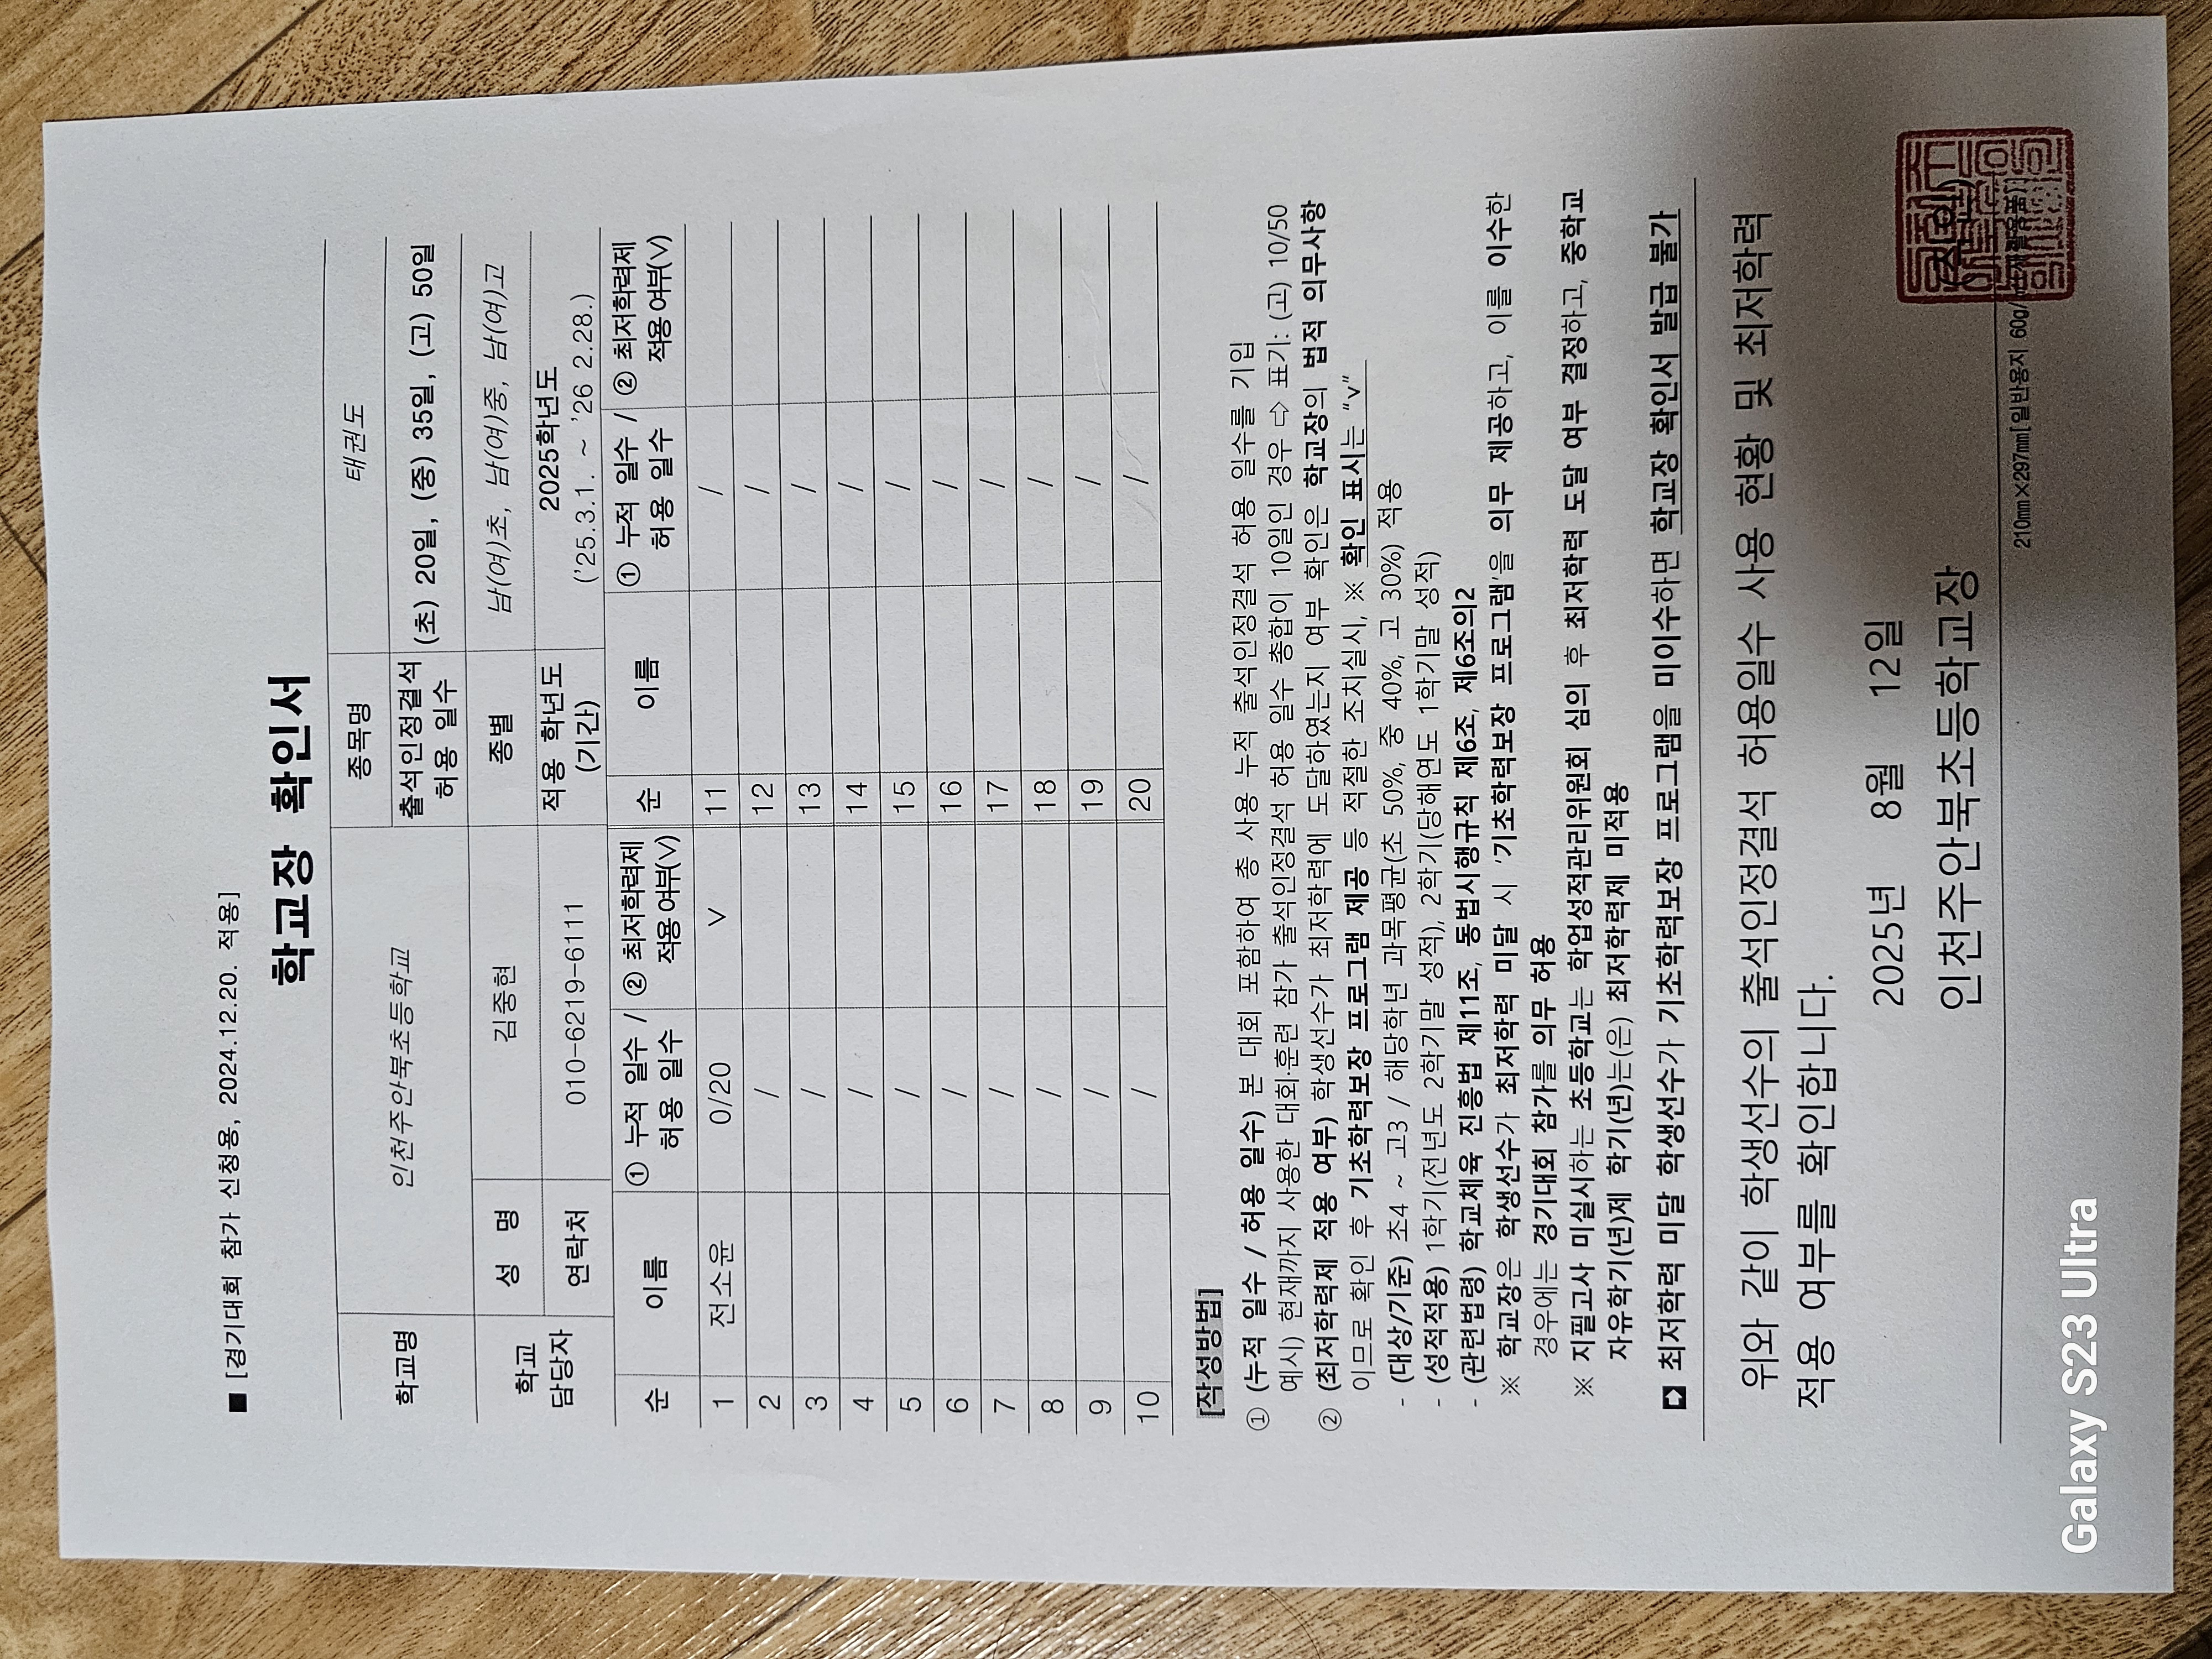 ■ [경기대회 참가 신청용, 2024.12.20. 적용]
학교장 확인서
학교명 인천주안북초등학교 종목명 태권도
출석인정결석 허용 일수 (초) 20일, (중) 35일, (고) 50일
학교 담당자 성 명 김중현 종별 남(여)초, 남(여)중, 남(여)고
연락처 010-6219-6111 적용 학년도 (기간) 2025학년도 ('25.3.1. ~ '26 2.28.)
순 이름 ① 누적 일수 / 허용 일수 ② 최저학력제 적용여부(V) 순 이름 ① 누적 일수 / 허용 일수 ② 최저학력제 적용여부(V)
1 전소윤 0/20 V 11 /
2 / 12 /
3 / 13 /
4 / 14 /
5 / 15 /
6 / 16 /
7 / 17 /
8 / 18 /
9 / 19 /
10 / 20 /
[작성방법]
① (누적 일수 / 허용 일수) 본 대회 포함하여 총 사용 누적 출석인정결석 허용 일수를 기입
예시) 현재까지 사용한 대회·훈련 참가 출석인정결석 허용 일수 총합이 10일인 경우 ⇨ 표기: (고) 10/50
② (최저학력제 적용 여부) 학생선수가 최저학력에 도달하였는지 여부 확인은 학교장의 법적 의무사항
이므로 확인 후 기초학력보장 프로그램 제공 등 적절한 조치실시, ※ 확인 표시는 "v"
- (대상/기준) 초4 ~ 고3 / 해당학년 과목평균(초 50%, 중 40%, 고 30%) 적용
- (성적적용) 1학기(전년도 2학기말 성적), 2학기(당해연도 1학기말 성적)
- (관련법령) 학교체육 진흥법 제11조, 동법시행규칙 제6조, 제6조의2
※ 학교장은 학생선수가 최저학력 미달 시 '기초학력보장 프로그램'을 의무 제공하고, 이를 이수한
경우에는 경기대회 참가를 의무 허용
※ 지필고사 미실시하는 초등학교는 학업성적관리위원회 심의 후 최저학력 도달 여부 결정하고, 중학교
자유학기(년)제 학기(년)는(은) 최저학력제 미적용
➡ 최저학력 미달 학생선수가 기초학력보장 프로그램을 미이수하면 학교장 확인서 발급 불가
위와 같이 학생선수의 출석인정결석 허용일수 사용 현황 및 최저학력
적용 여부를 확인합니다.
2025년 8월 12일
인천주안북초등학교장 (직인)
210㎜×297㎜[일반용지 60g/
Galaxy S23 Ultra